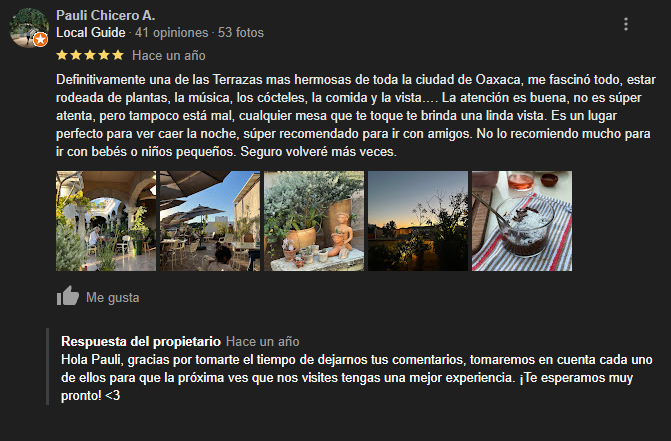 Pauli Chicero A.
Local Guide · 41 opiniones · 53 fotos
Hace un año
Definitivamente una de las Terrazas mas hermosas de toda la ciudad de Oaxaca, me fascinó todo, estar
rodeada de plantas, la música, los cócteles, la comida y la vista…. La atención es buena, no es súper
atenta, pero tampoco está mal, cualquier mesa que te toque te brinda una linda vista. Es un lugar
perfecto para ver caer la noche, súper recomendado para ir con amigos. No lo recomiendo mucho para
ir con bebés o niños pequeños. Seguro volveré más veces.
Me gusta
Respuesta del propietario Hace un año
Hola Pauli, gracias por tomarte el tiempo de dejarnos tus comentarios, tomaremos en cuenta cada uno
de ellos para que la próxima ves que nos visites tengas una mejor experiencia. ¡Te esperamos muy
pronto! <3